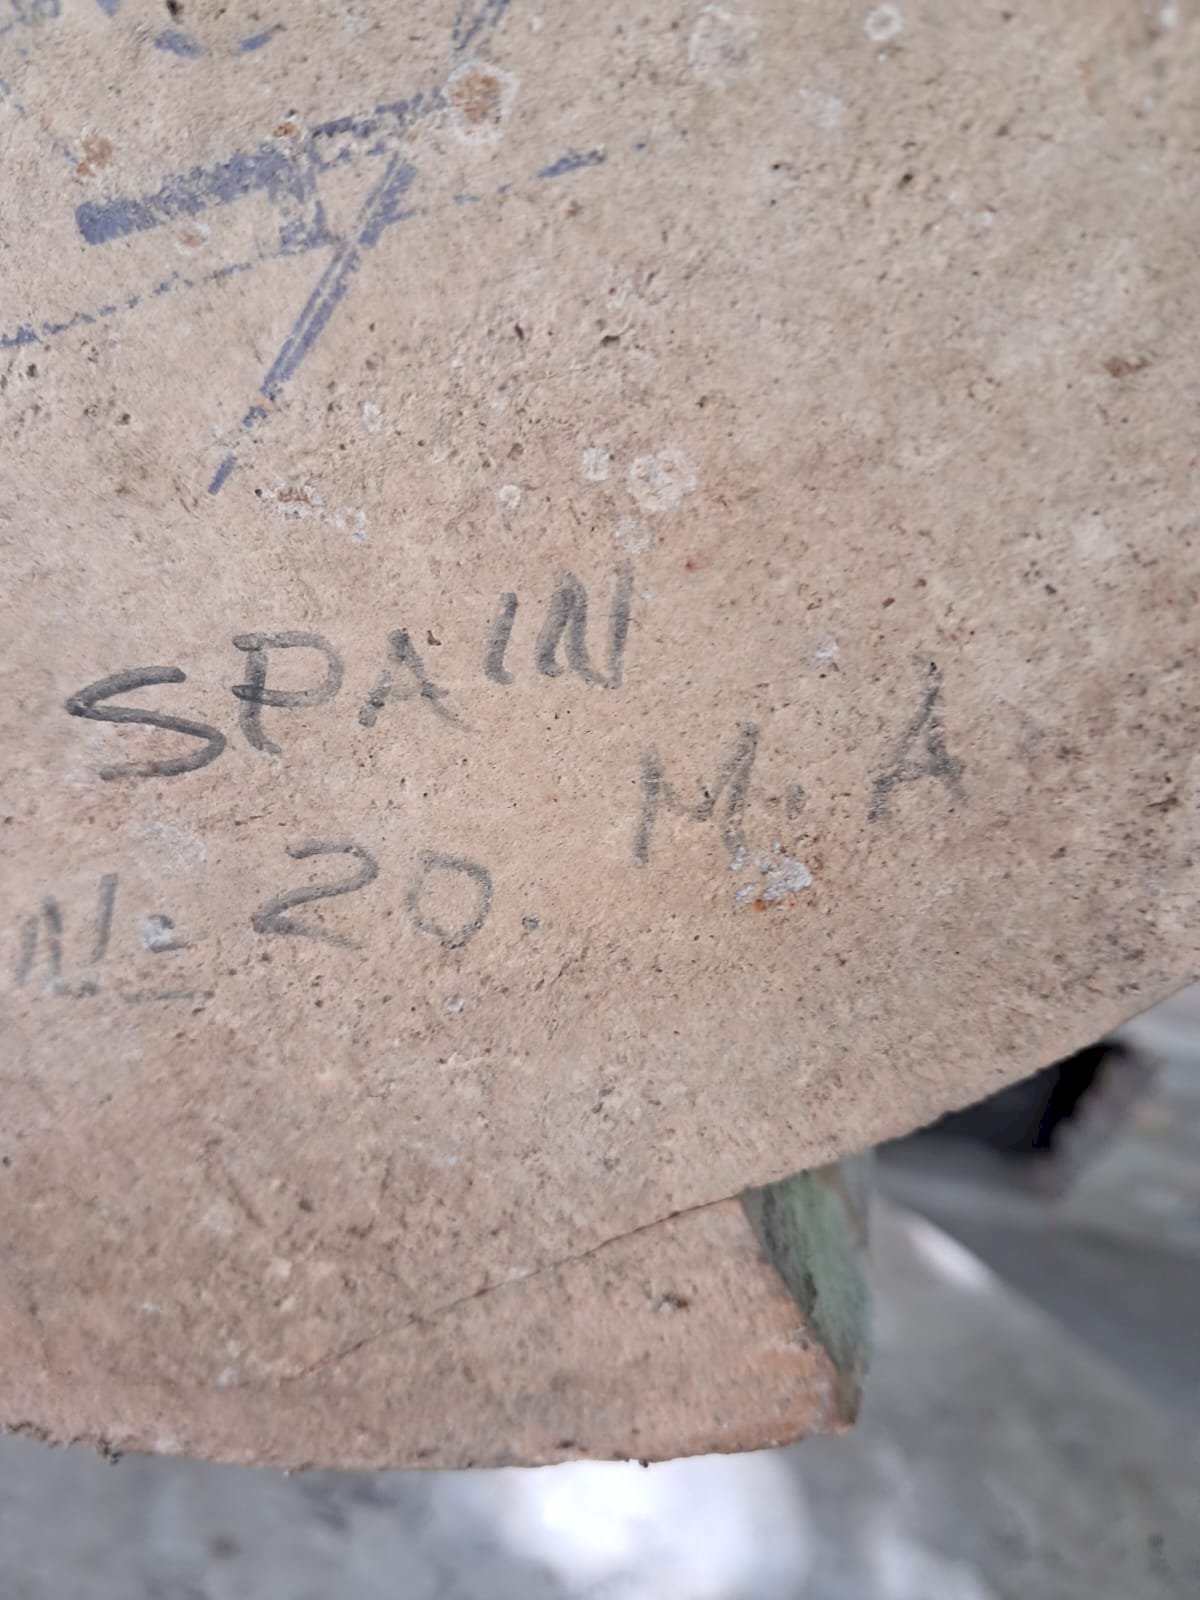 SPAIN
M. A
Nº 20.